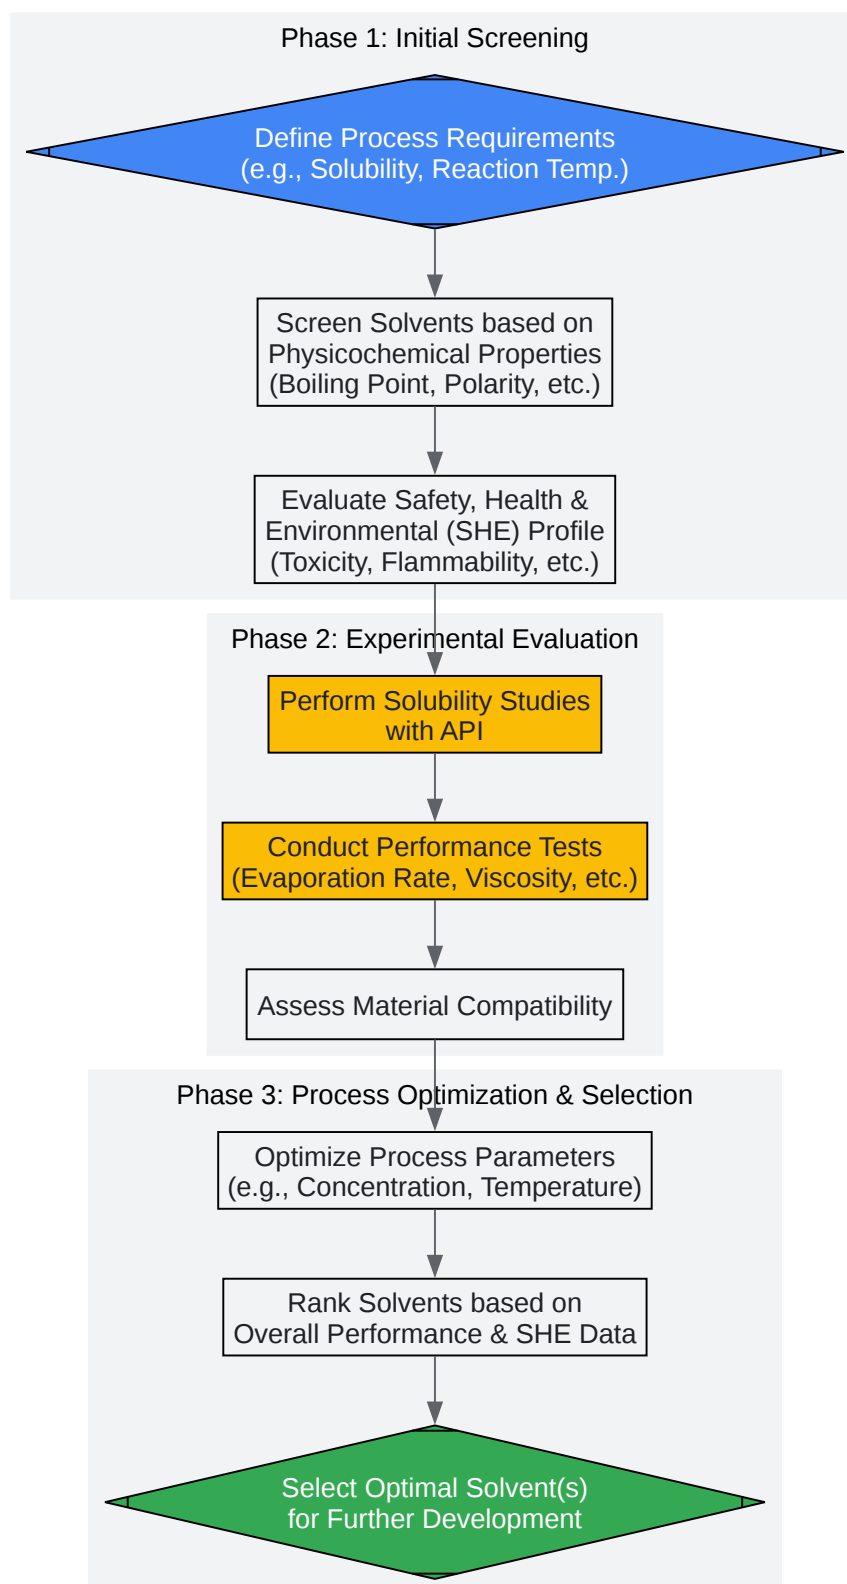 Phase 1: Initial Screening
Define Process Requirements
(e.g., Solubility, Reaction Temp.)
Screen Solvents based on
Physicochemical Properties
(Boiling Point, Polarity, etc.)
Evaluate Safety, Health &
Environmental (SHE) Profile
(Toxicity, Flammability, etc.)
Phase 2: Experimental Evaluation
Perform Solubility Studies
with API
Conduct Performance Tests
(Evaporation Rate, Viscosity, etc.)
Assess Material Compatibility
Phase 3: Process Optimization & Selection
Optimize Process Parameters
(e.g., Concentration, Temperature)
Rank Solvents based on
Overall Performance & SHE Data
Select Optimal Solvent(s)
for Further Development